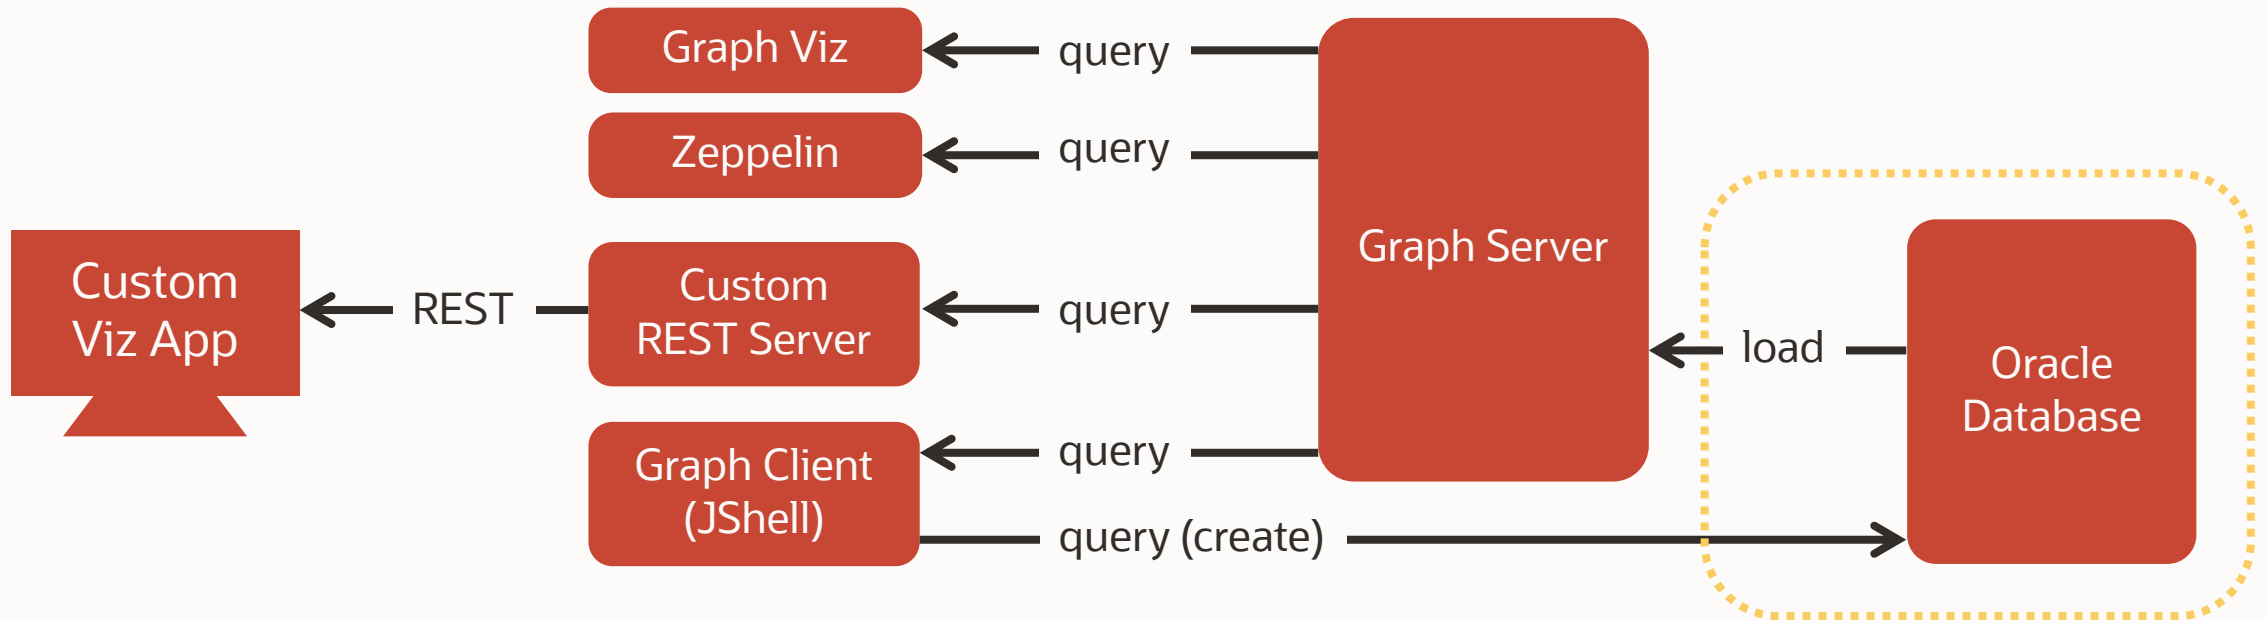 Graph Viz
query
Zeppelin
query
Graph Server
Custom
Viz App
REST
Custom
REST Server
query
load
Oracle
Database
Graph Client
(JShell)
query
query (create)